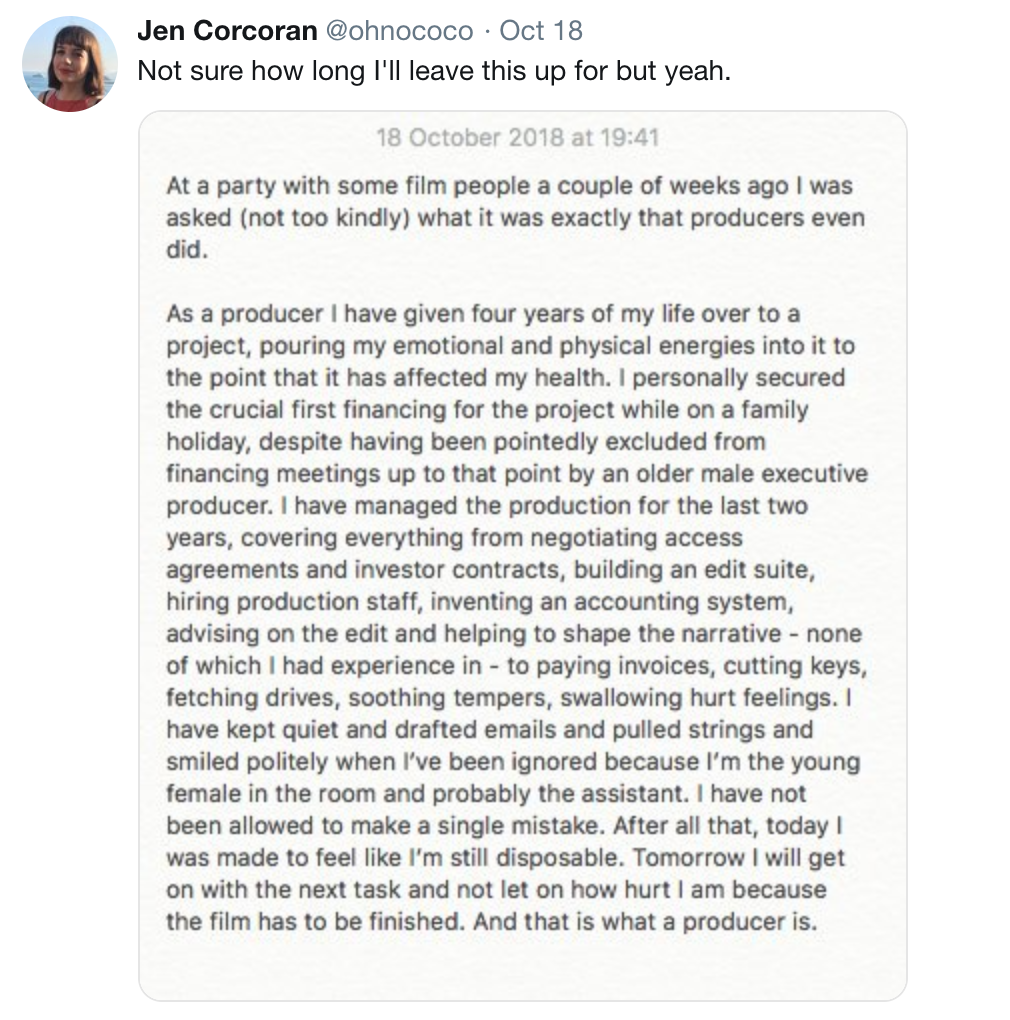 Jen Corcoran @ohnococo · Oct 18
Not sure how long I'll leave this up for but yeah.
18 October 2018 at 19:41
At a party with some film people a couple of weeks ago I was
asked (not too kindly) what it was exactly that producers even
did.
As a producer I have given four years of my life over to a
project, pouring my emotional and physical energies into it to
the point that it has affected my health. I personally secured
the crucial first financing for the project while on a family
holiday, despite having been pointedly excluded from
financing meetings up to that point by an older male executive
producer. I have managed the production for the last two
years, covering everything from negotiating access
agreements and investor contracts, building an edit suite,
hiring production staff, inventing an accounting system,
advising on the edit and helping to shape the narrative - none
of which I had experience in - to paying invoices, cutting keys,
fetching drives, soothing tempers, swallowing hurt feelings. I
have kept quiet and drafted emails and pulled strings and
smiled politely when I’ve been ignored because I’m the young
female in the room and probably the assistant. I have not
been allowed to make a single mistake. After all that, today I
was made to feel like I’m still disposable. Tomorrow I will get
on with the next task and not let on how hurt I am because
the film has to be finished. And that is what a producer is.